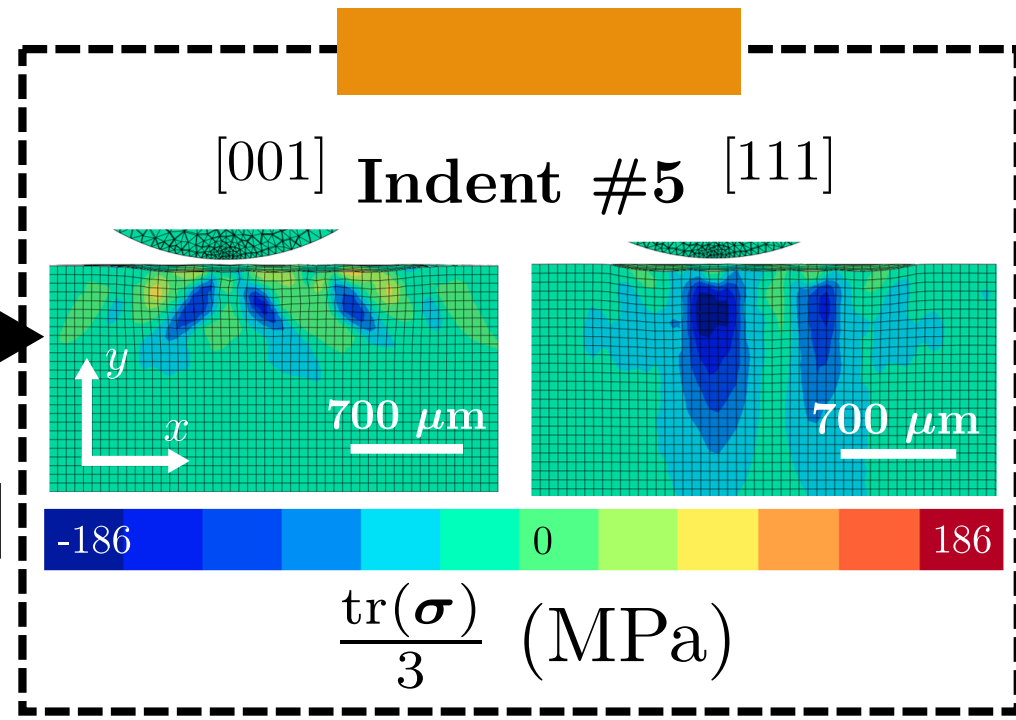 [001] Indent #5 [111]
y
x
700 μm
700 μm
-186 0 186
tr(σ)/3 (MPa)